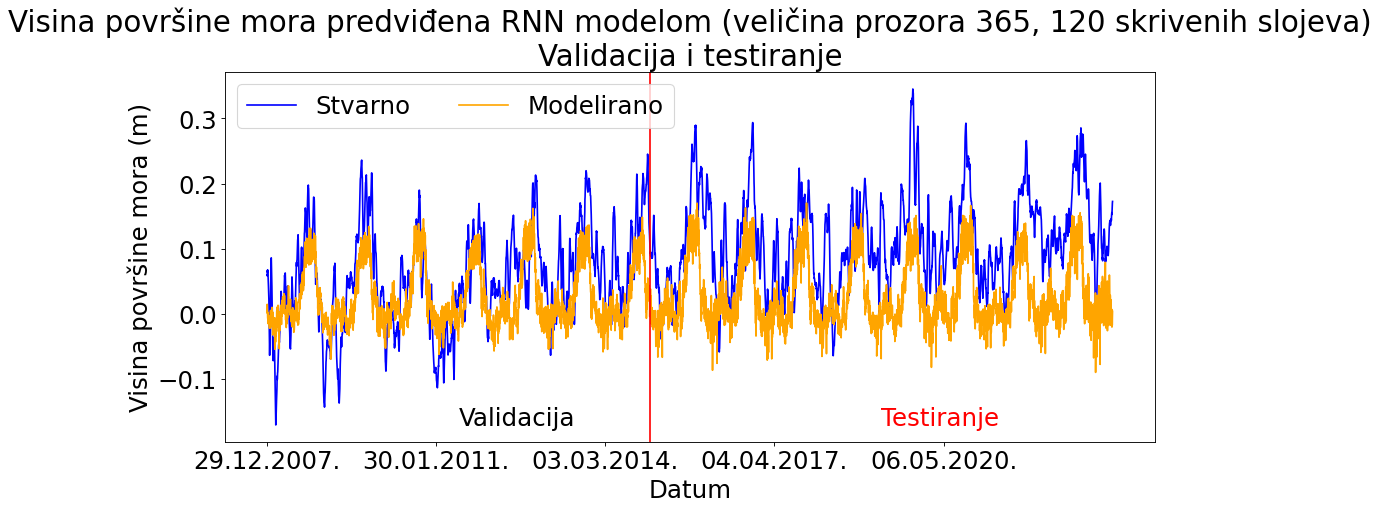 Visina površine mora predviđena RNN modelom (veličina prozora 365, 120 skrivenih slojeva)
Validacija i testiranje
Stvarno
Modelirano
Visina površine mora (m)
0.3
0.2
0.1
0.0
−0.1
Validacija
Testiranje
29.12.2007.
30.01.2011.
03.03.2014.
04.04.2017.
06.05.2020.
Datum